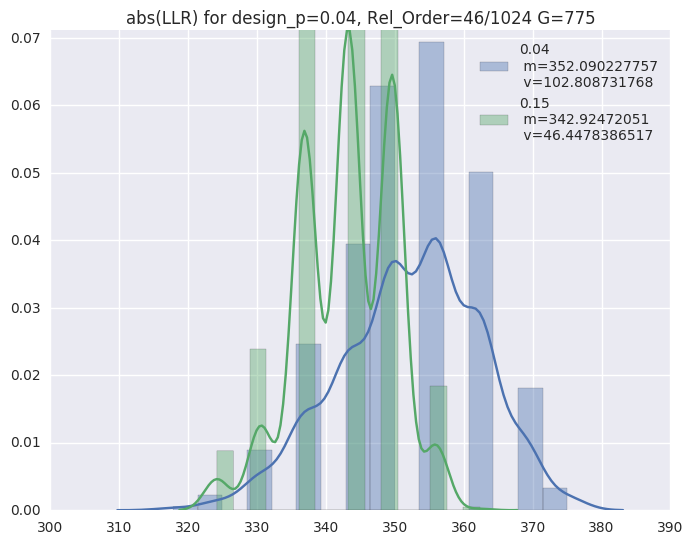 abs(LLR) for design_p=0.04, Rel_Order=46/1024 G=775
0.04
m=352.090227757
v=102.808731768
0.15
m=342.92472051
v=46.4478386517
0.07
0.06
0.05
0.04
0.03
0.02
0.01
0.00
300 310 320 330 340 350 360 370 380 390